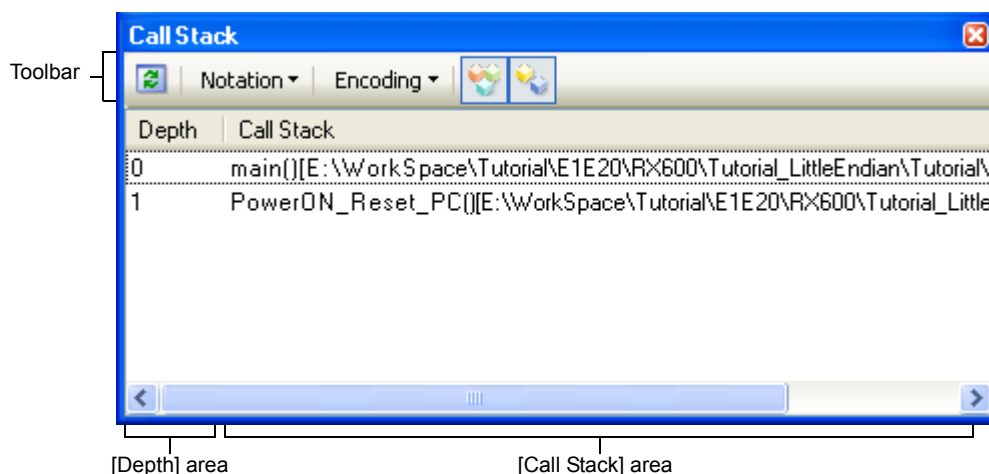 Call Stack
Toolbar
Notation Encoding
Depth Call Stack
0 main()[E:\WorkSpace\Tutorial\E1E20\RX600\Tutorial_LittleEndian\Tutorial\
1 PowerON_Reset_PC()[E:\WorkSpace\Tutorial\E1E20\RX600\Tutorial_Little
[Depth] area [Call Stack] area